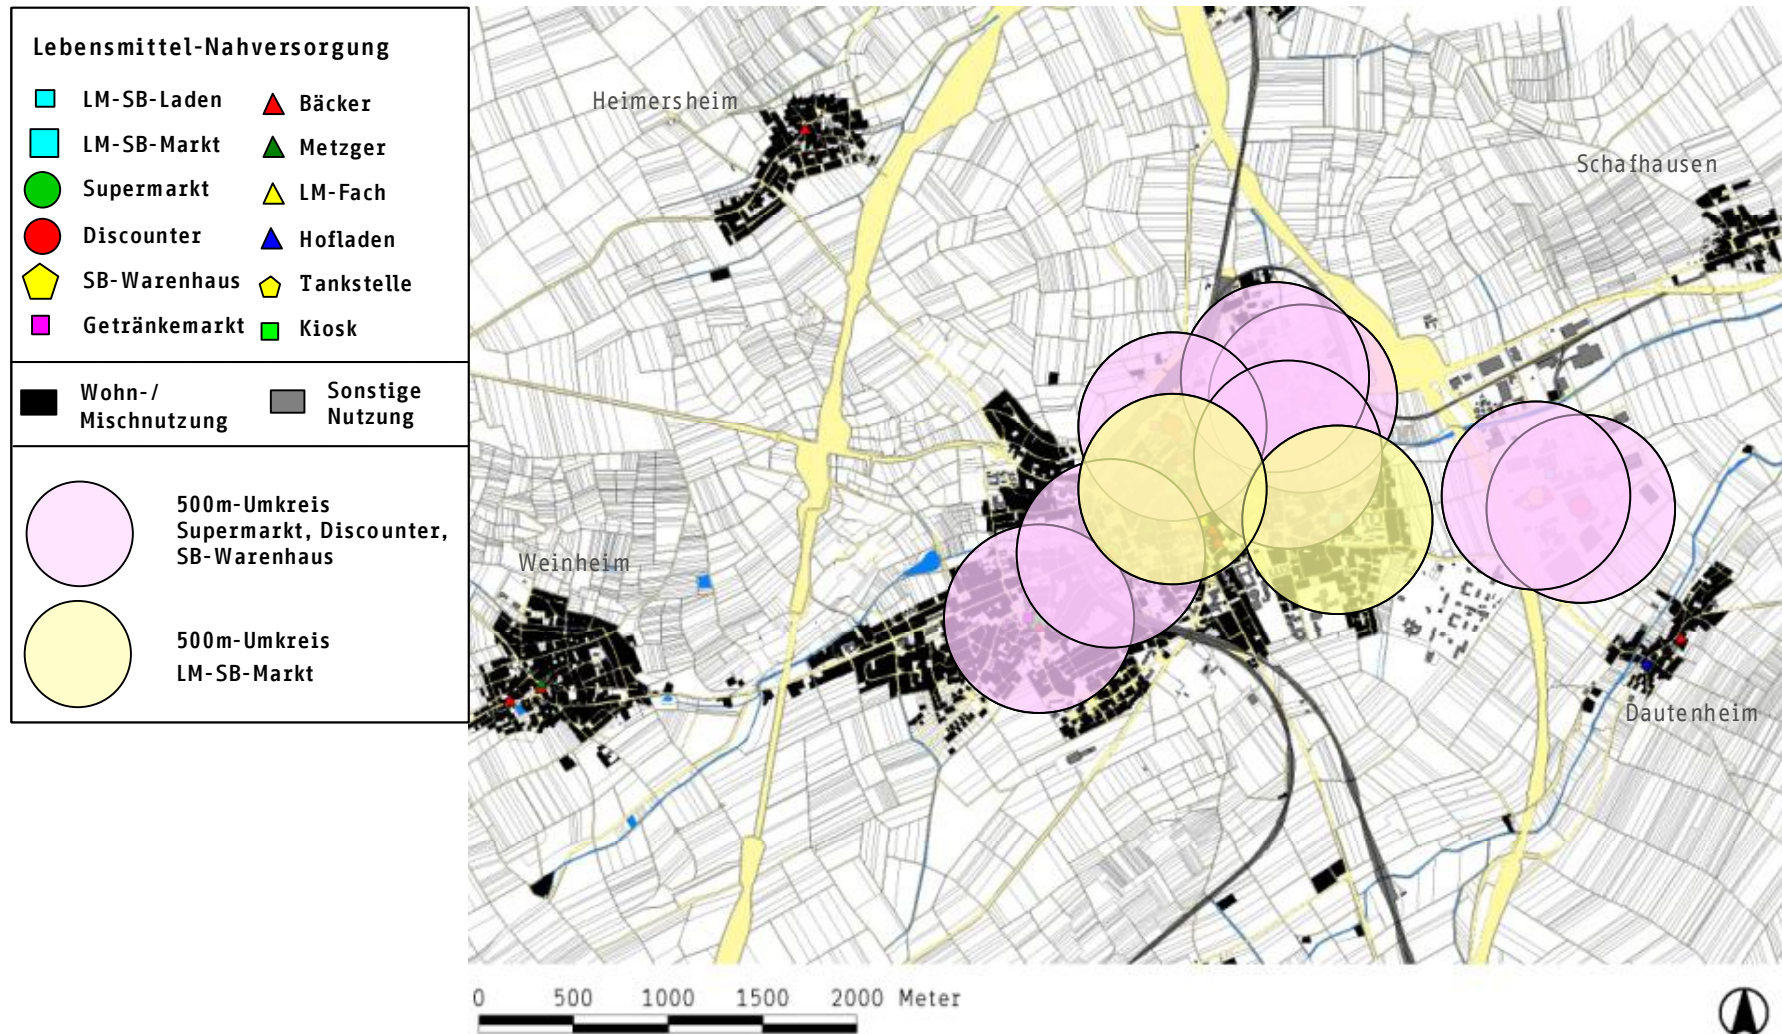 Lebensmittel-Nahversorgung
LM-SB-Laden
Bäcker
LM-SB-Markt
Metzger
Supermarkt
LM-Fach
Discounter
Hofladen
SB-Warenhaus
Tankstelle
Getränkemarkt
Kiosk
Wohn-/
Mischnutzung
Sonstige
Nutzung
500m-Umkreis
Supermarkt, Discounter,
SB-Warenhaus
500m-Umkreis
LM-SB-Markt
Heimersheim
Schafhausen
Weinheim
Dautenheim
0 500 1000 1500 2000 Meter